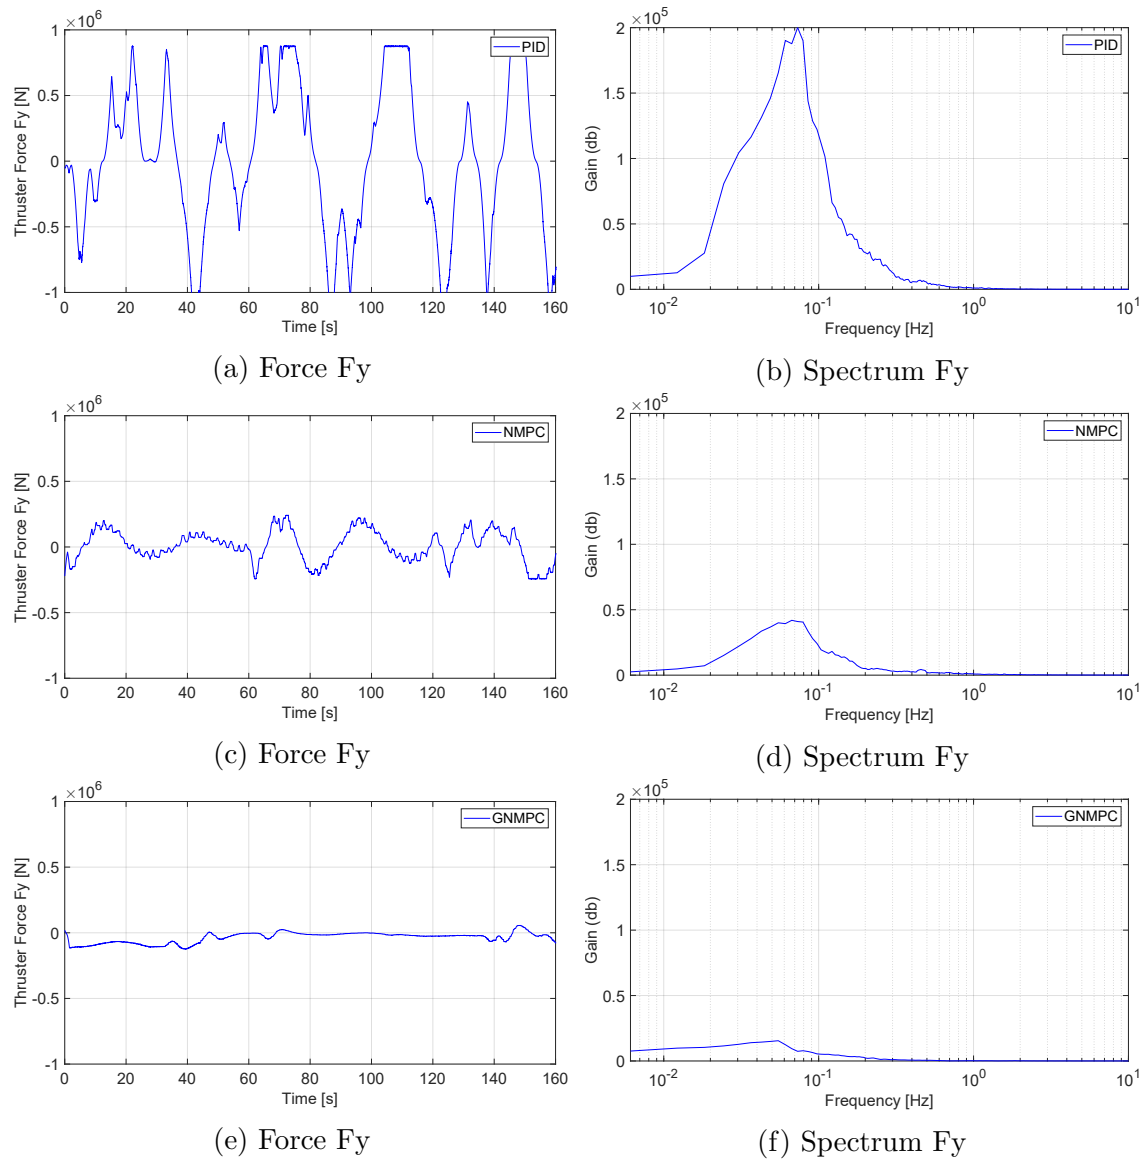 ×10^6
1
0.5
0
-0.5
-1
Thruster Force Fy [N]
PID
0 20 40 60 80 100 120 140 160
Time [s]
(a) Force Fy
×10^5
2
1.5
1
0.5
0
Gain (db)
PID
10^-2 10^-1 10^0 10^1
Frequency [Hz]
(b) Spectrum Fy
×10^6
1
0.5
0
-0.5
-1
Thruster Force Fy [N]
NMPC
0 20 40 60 80 100 120 140 160
Time [s]
(c) Force Fy
×10^5
2
1.5
1
0.5
0
Gain (db)
NMPC
10^-2 10^-1 10^0 10^1
Frequency [Hz]
(d) Spectrum Fy
×10^6
1
0.5
0
-0.5
-1
Thruster Force Fy [N]
GNMPC
0 20 40 60 80 100 120 140 160
Time [s]
(e) Force Fy
×10^5
2
1.5
1
0.5
0
Gain (db)
GNMPC
10^-2 10^-1 10^0 10^1
Frequency [Hz]
(f) Spectrum Fy